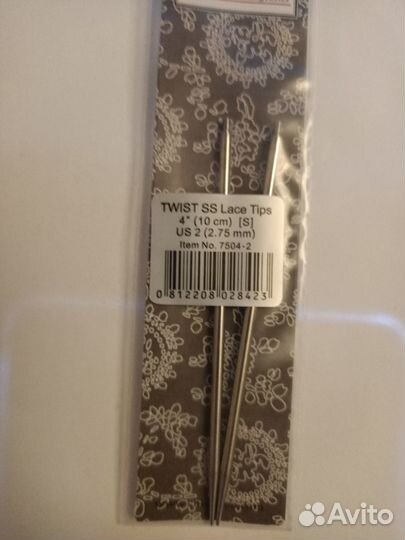 TWIST SS Lace Tips
4" (10 cm) [S]
US 2 (2.75 mm)
Item No. 7504-2
0 812208 028423
Avito